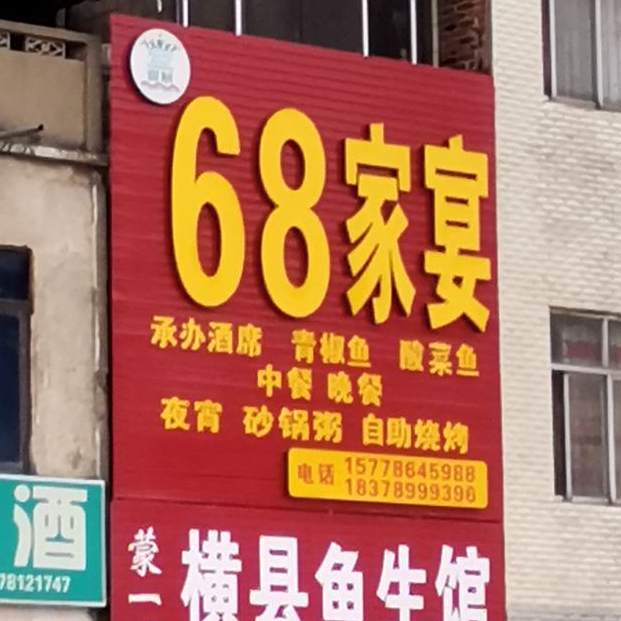 68家宴
承办酒席 青椒鱼 酸菜鱼
中餐 晚餐
夜宵 砂锅粥 自助烧烤
电话 15778645988
18378999396
酒
78121747
蒙一
横县鱼生馆